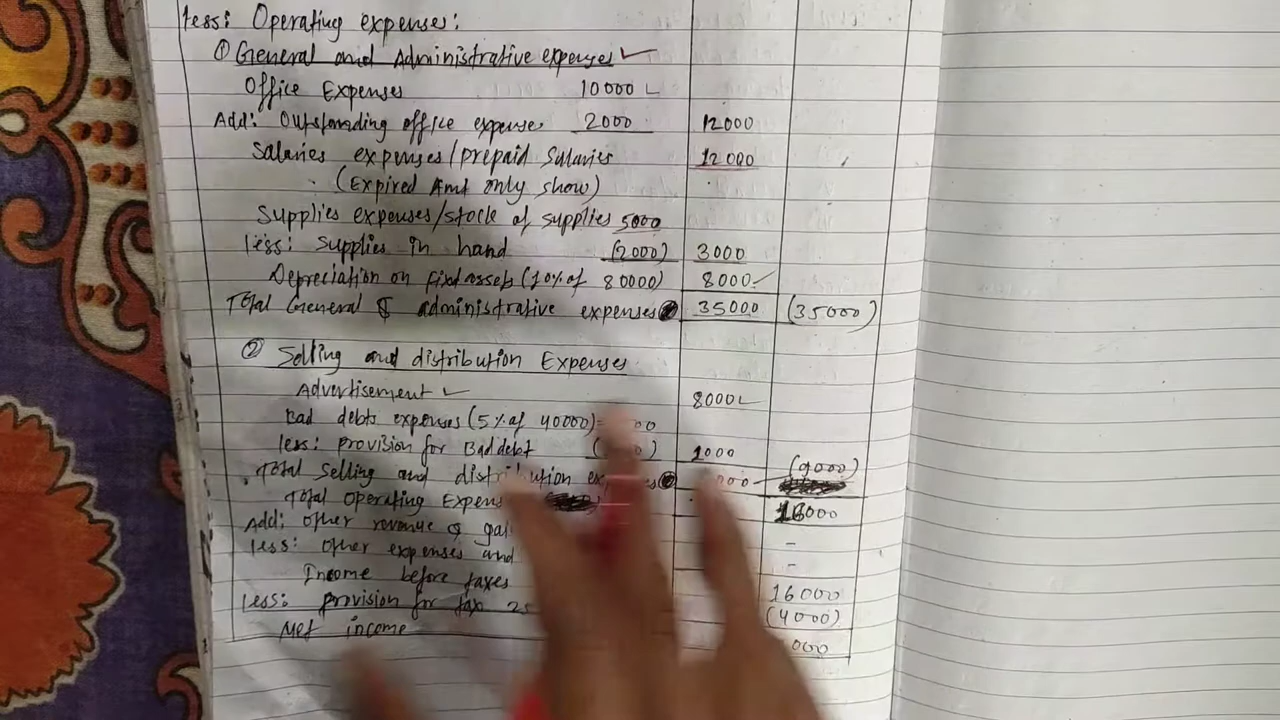 Less: Operating expenses:
① General and Administrative expenses ✓
Office Expenses 10000
Add: Outstanding office expense 2000 12000
Salaries expenses/prepaid Salaries 12000
(Expired Amt only show)
Supplies expenses/stock of supplies 5000
less: supplies in hand (2000) 3000
Depreciation on fixed assets (10% of 80000) 8000
Total General & administrative expenses 35000 (35000)
② Selling and distribution Expenses
Advertisement 8000
Bad debts expenses (5% of 40000)=
less: provision for Bad debt 1000
Total Selling and distribution (9000)
Total Operating 16000
Add: Other revenue & -
less: other expenses and -
Income before taxes 16000
less: provision for tax (4000)
Net income